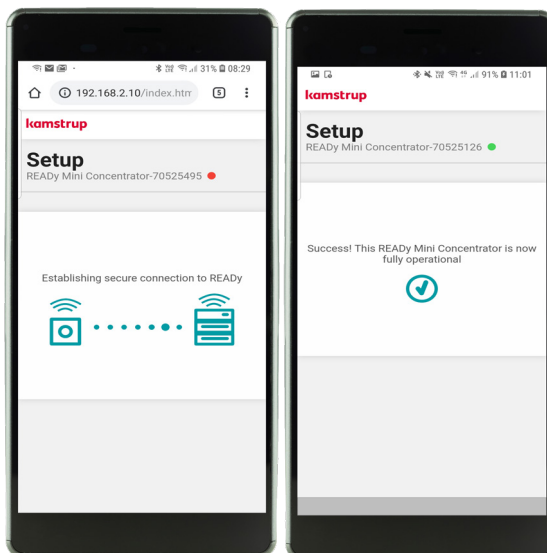 31% 08:29
192.168.2.10/index.htm 5
kamstrup
Setup
READy Mini Concentrator-70525495
Establishing secure connection to READy
91% 11:01
kamstrup
Setup
READy Mini Concentrator-70525126
Success! This READy Mini Concentrator is now
fully operational